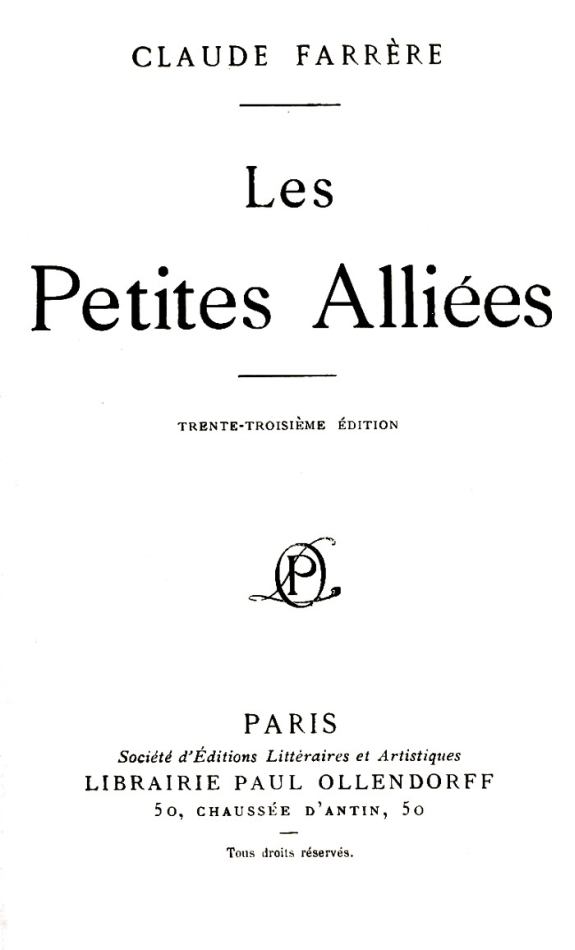 CLAUDE FARRÈRE
Les
Petites Alliées
TRENTE-TROISIÈME ÉDITION
PARIS
Société d'Éditions Littéraires et Artistiques
LIBRAIRIE PAUL OLLENDORFF
50, CHAUSSÉE D'ANTIN, 50
Tous droits réservés.